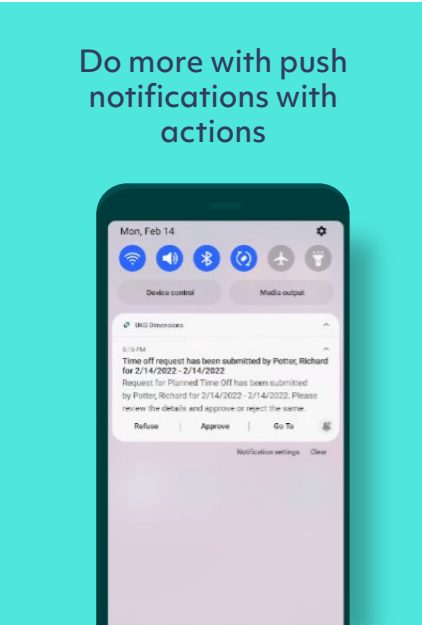 Do more with push
notifications with
actions
Mon, Feb 14
Device control
Media output
UKG Dimensions
5:16 PM
Time off request has been submitted by Potter, Richard
for 2/14/2022 - 2/14/2022
Request for Planned Time Off has been submitted
by Potter, Richard for 2/14/2022 - 2/14/2022. Please
review the details and approve or reject the same.
Refuse
Approve
Go To
Notification settings
Clear